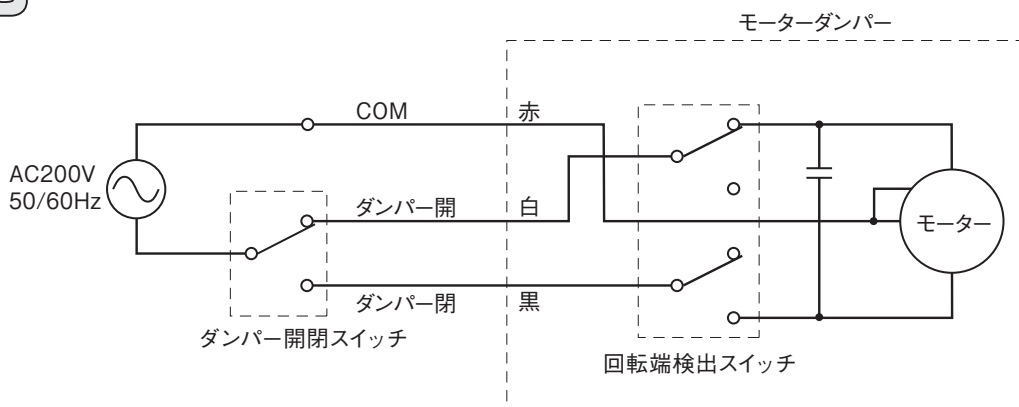 モーターダンパー
COM
赤
AC200V
50/60Hz
ダンパー開
白
モーター
ダンパー閉
黒
ダンパー開閉スイッチ
回転端検出スイッチ